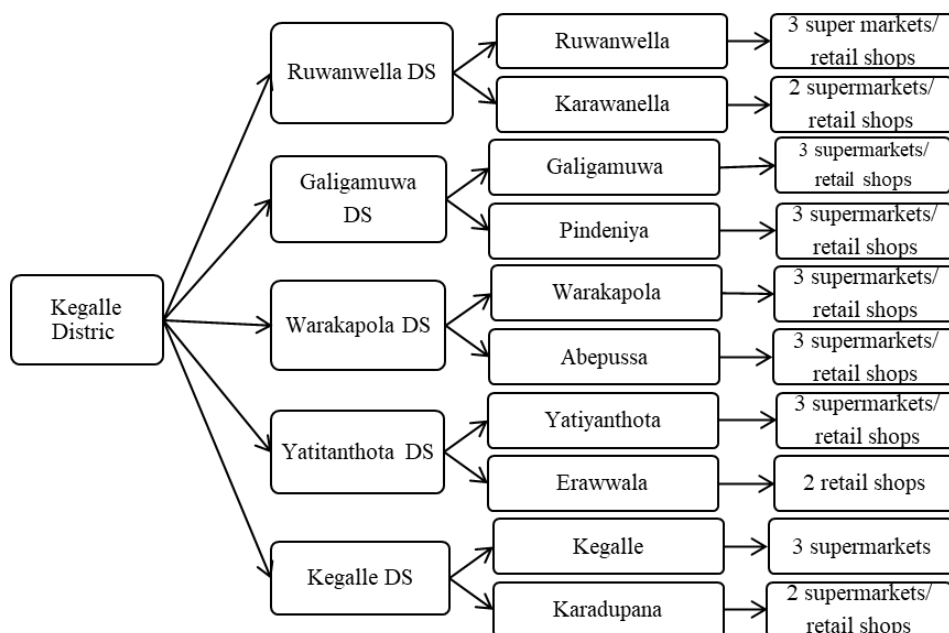 Kegalle
Distric
Ruwanwella DS
Ruwanwella
3 super markets/
retail shops
Karawanella
2 supermarkets/
retail shops
Galigamuwa
DS
Galigamuwa
3 supermarkets/
retail shops
Pindeniya
3 supermarkets/
retail shops
Warakapola DS
Warakapola
3 supermarkets/
retail shops
Abepussa
3 supermarkets/
retail shops
Yatitanthota DS
Yatiyanthota
3 supermarkets/
retail shops
Erawwala
2 retail shops
Kegalle DS
Kegalle
3 supermarkets
Karadupana
2 supermarkets/
retail shops